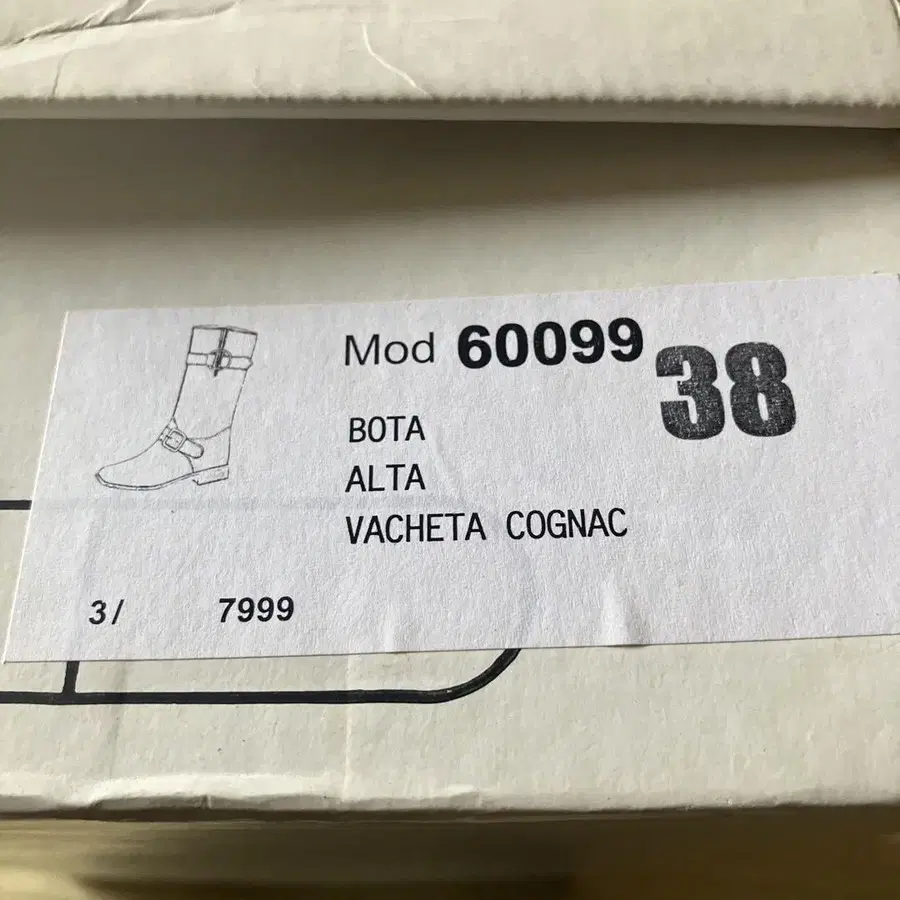 Mod 60099 38
BOTA
ALTA
VACHETA COGNAC
3/ 7999